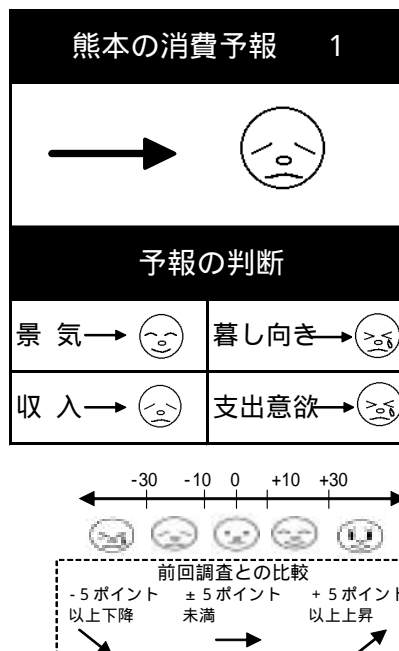 熊本の消費予報　1
予報の判断
景 気
暮し向き
収 入
支出意欲
-30 -10 0 +10 +30
前回調査との比較
-５ポイント
以上下降
±５ポイント
未満
+５ポイント
以上上昇